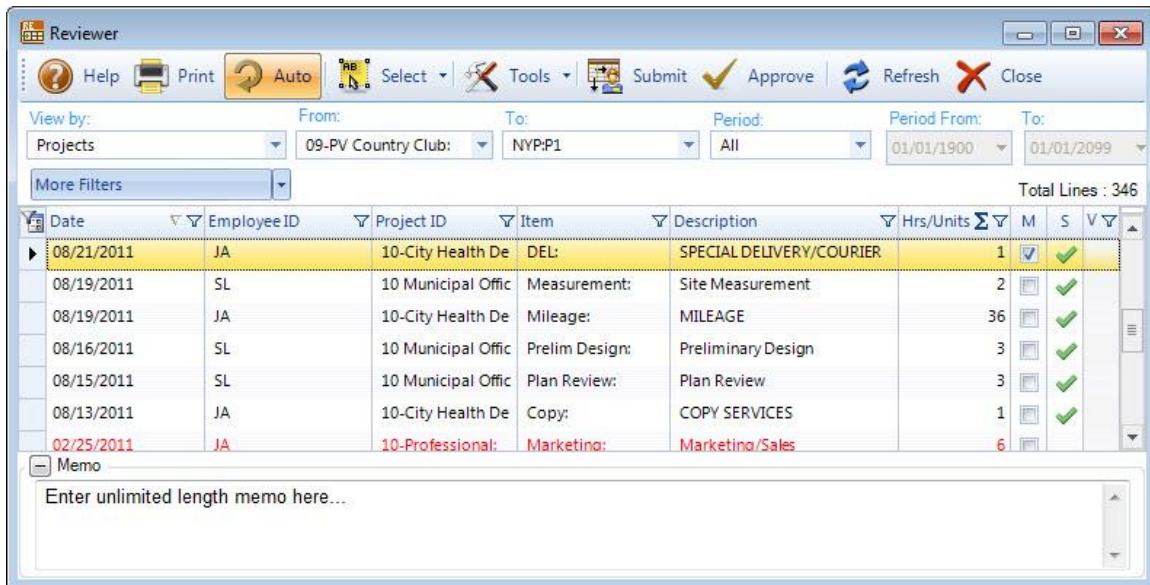 Reviewer
Help Print Auto Select Tools Submit Approve Refresh Close
View by: From: To: Period: Period From: To:
Projects 09-PV Country Club: NYP:P1 All 01/01/1900 01/01/2099
More Filters
Total Lines : 346
Date Employee ID Project ID Item Description Hrs/Units Σ M S V
08/21/2011 JA 10-City Health De DEL: SPECIAL DELIVERY/COURIER 1
08/19/2011 SL 10 Municipal Offic Measurement: Site Measurement 2
08/19/2011 JA 10-City Health De Mileage: MILEAGE 36
08/16/2011 SL 10 Municipal Offic Prelim Design: Preliminary Design 3
08/15/2011 SL 10 Municipal Offic Plan Review: Plan Review 3
08/13/2011 JA 10-City Health De Copy: COPY SERVICES 1
02/25/2011 JA 10-Professional: Marketing: Marketing/Sales 6
Memo
Enter unlimited length memo here...